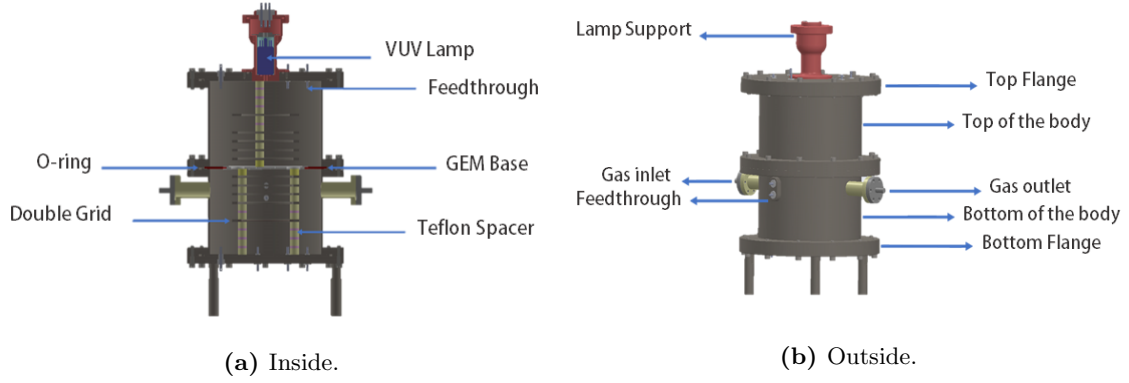 VUV Lamp
Feedthrough
O-ring
GEM Base
Double Grid
Teflon Spacer
(a) Inside.
Lamp Support
Top Flange
Top of the body
Gas inlet
Feedthrough
Gas outlet
Bottom of the body
Bottom Flange
(b) Outside.